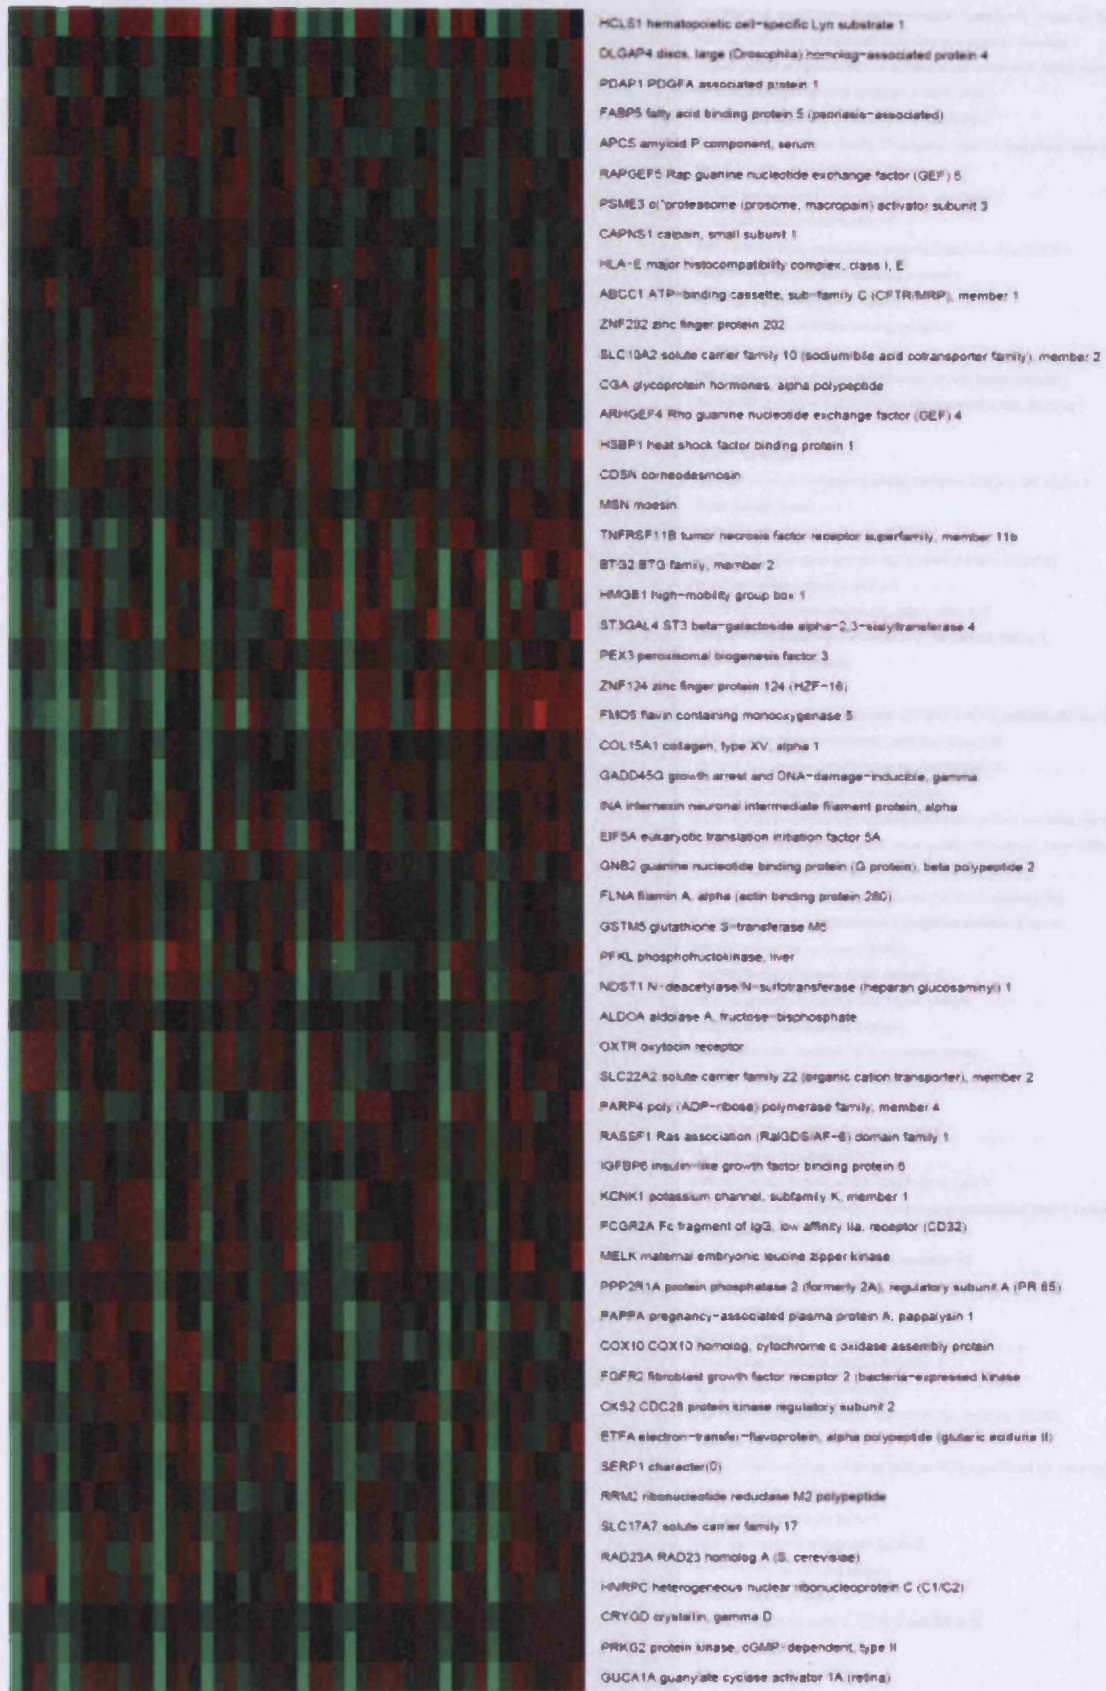 HCLS1 hematopoietic cell-specific Lyn substrate 1
DLGAP4 discs, large (Drosophila) homolog-associated protein 4
PDAP1 PDGFA associated protein 1
FABP5 fatty acid binding protein 5 (psoriasis-associated)
APCS amyloid P component, serum
RAPGEF5 Rap guanine nucleotide exchange factor (GEF) 5
PSME3 c("proteasome (prosome, macropain) activator subunit 3
CAPNS1 calpain, small subunit 1
HLA-E major histocompatibility complex, class I, E
ABCC1 ATP-binding cassette, sub-family C (CFTR/MRP), member 1
ZNF202 zinc finger protein 202
SLC10A2 solute carrier family 10 (sodium/bile acid cotransporter family), member 2
CGA glycoprotein hormones, alpha polypeptide
ARHGEF4 Rho guanine nucleotide exchange factor (GEF) 4
HSBP1 heat shock factor binding protein 1
CDSN corneodesmosin
MSN moesin
TNFRSF11B tumor necrosis factor receptor superfamily, member 11b
BTG2 BTG family, member 2
HMGB1 high-mobility group box 1
ST3GAL4 ST3 beta-galactoside alpha-2,3-sialyltransferase 4
PEX3 peroxisomal biogenesis factor 3
ZNF124 zinc finger protein 124 (HZF-16)
FMO5 flavin containing monooxygenase 5
COL15A1 collagen, type XV, alpha 1
GADD45G growth arrest and DNA-damage-inducible, gamma
INA internexin neuronal intermediate filament protein, alpha
EIF5A eukaryotic translation initiation factor 5A
GNB2 guanine nucleotide binding protein (G protein), beta polypeptide 2
FLNA filamin A, alpha (actin binding protein 280)
GSTM5 glutathione S-transferase M5
PFKL phosphofructokinase, liver
NDST1 N-deacetylase/N-sulfotransferase (heparan glucosaminyl) 1
ALDOA aldolase A, fructose-bisphosphate
OXTR oxytocin receptor
SLC22A2 solute carrier family 22 (organic cation transporter), member 2
PARP4 poly (ADP-ribose) polymerase family, member 4
RASSF1 Ras association (RalGDS/AF-6) domain family 1
IGFBP6 insulin-like growth factor binding protein 6
KCNK1 potassium channel, subfamily K, member 1
FCGR2A Fc fragment of IgG, low affinity IIa, receptor (CD32)
MELK maternal embryonic leucine zipper kinase
PPP2R1A protein phosphatase 2 (formerly 2A), regulatory subunit A (PR 65)
PAPPA pregnancy-associated plasma protein A, pappalysin 1
COX10 COX10 homolog, cytochrome c oxidase assembly protein
FGFR2 fibroblast growth factor receptor 2 (bacteria-expressed kinase
CKS2 CDC28 protein kinase regulatory subunit 2
ETFA electron-transfer-flavoprotein, alpha polypeptide (glutaric aciduria II)
SERP1 character(0)
RRM2 ribonucleotide reductase M2 polypeptide
SLC17A7 solute carrier family 17
RAD23A RAD23 homolog A (S. cerevisiae)
HNRPC heterogeneous nuclear ribonucleoprotein C (C1/C2)
CRYGD crystallin, gamma D
PRKG2 protein kinase, cGMP-dependent, type II
GUCA1A guanylate cyclase activator 1A (retina)